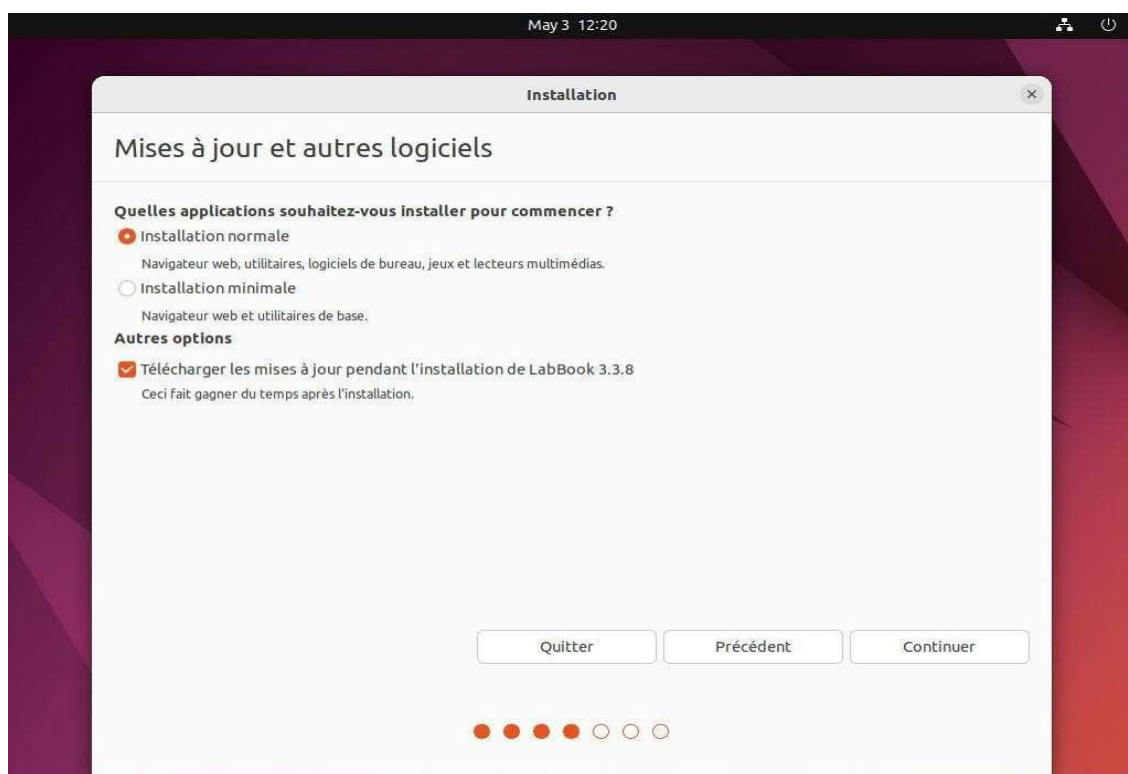 May 3 12:20
Installation
Mises à jour et autres logiciels
Quelles applications souhaitez-vous installer pour commencer ?
Installation normale
Navigateur web, utilitaires, logiciels de bureau, jeux et lecteurs multimédias.
Installation minimale
Navigateur web et utilitaires de base.
Autres options
Télécharger les mises à jour pendant l'installation de LabBook 3.3.8
Ceci fait gagner du temps après l'installation.
Quitter Précédent Continuer